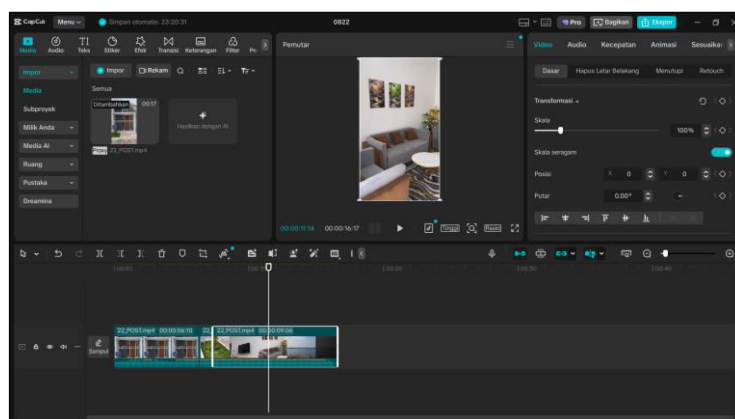 CapCut Menu Simpan otomatis: 23:20:31 0822 Pro Bagikan Ekspor
Media Audio Teks Stiker Efek Transisi Keterangan Filter
Impor
Media
Subproyek
Milik Anda
Media AI
Ruang
Pustaka
Dreamina
Impor Rekam
Semua
Ditambahkan 00:17
22_POST.mp4
Hasilkan dengan AI
Pemutar
00:00:11:14 00:00:16:17 Tinggi Rasio
Video Audio Kecepatan Animasi Sesuaikan
Dasar Hapus Latar Belakang Menutupi Retouch
Transformasi
Skala
100%
Skala seragam
Posisi X 0 Y 0
Putar 0.00°
Sampul
22_POST.mp4 00:00:06:10 22_ 22_POST.mp4 00:00:09:06